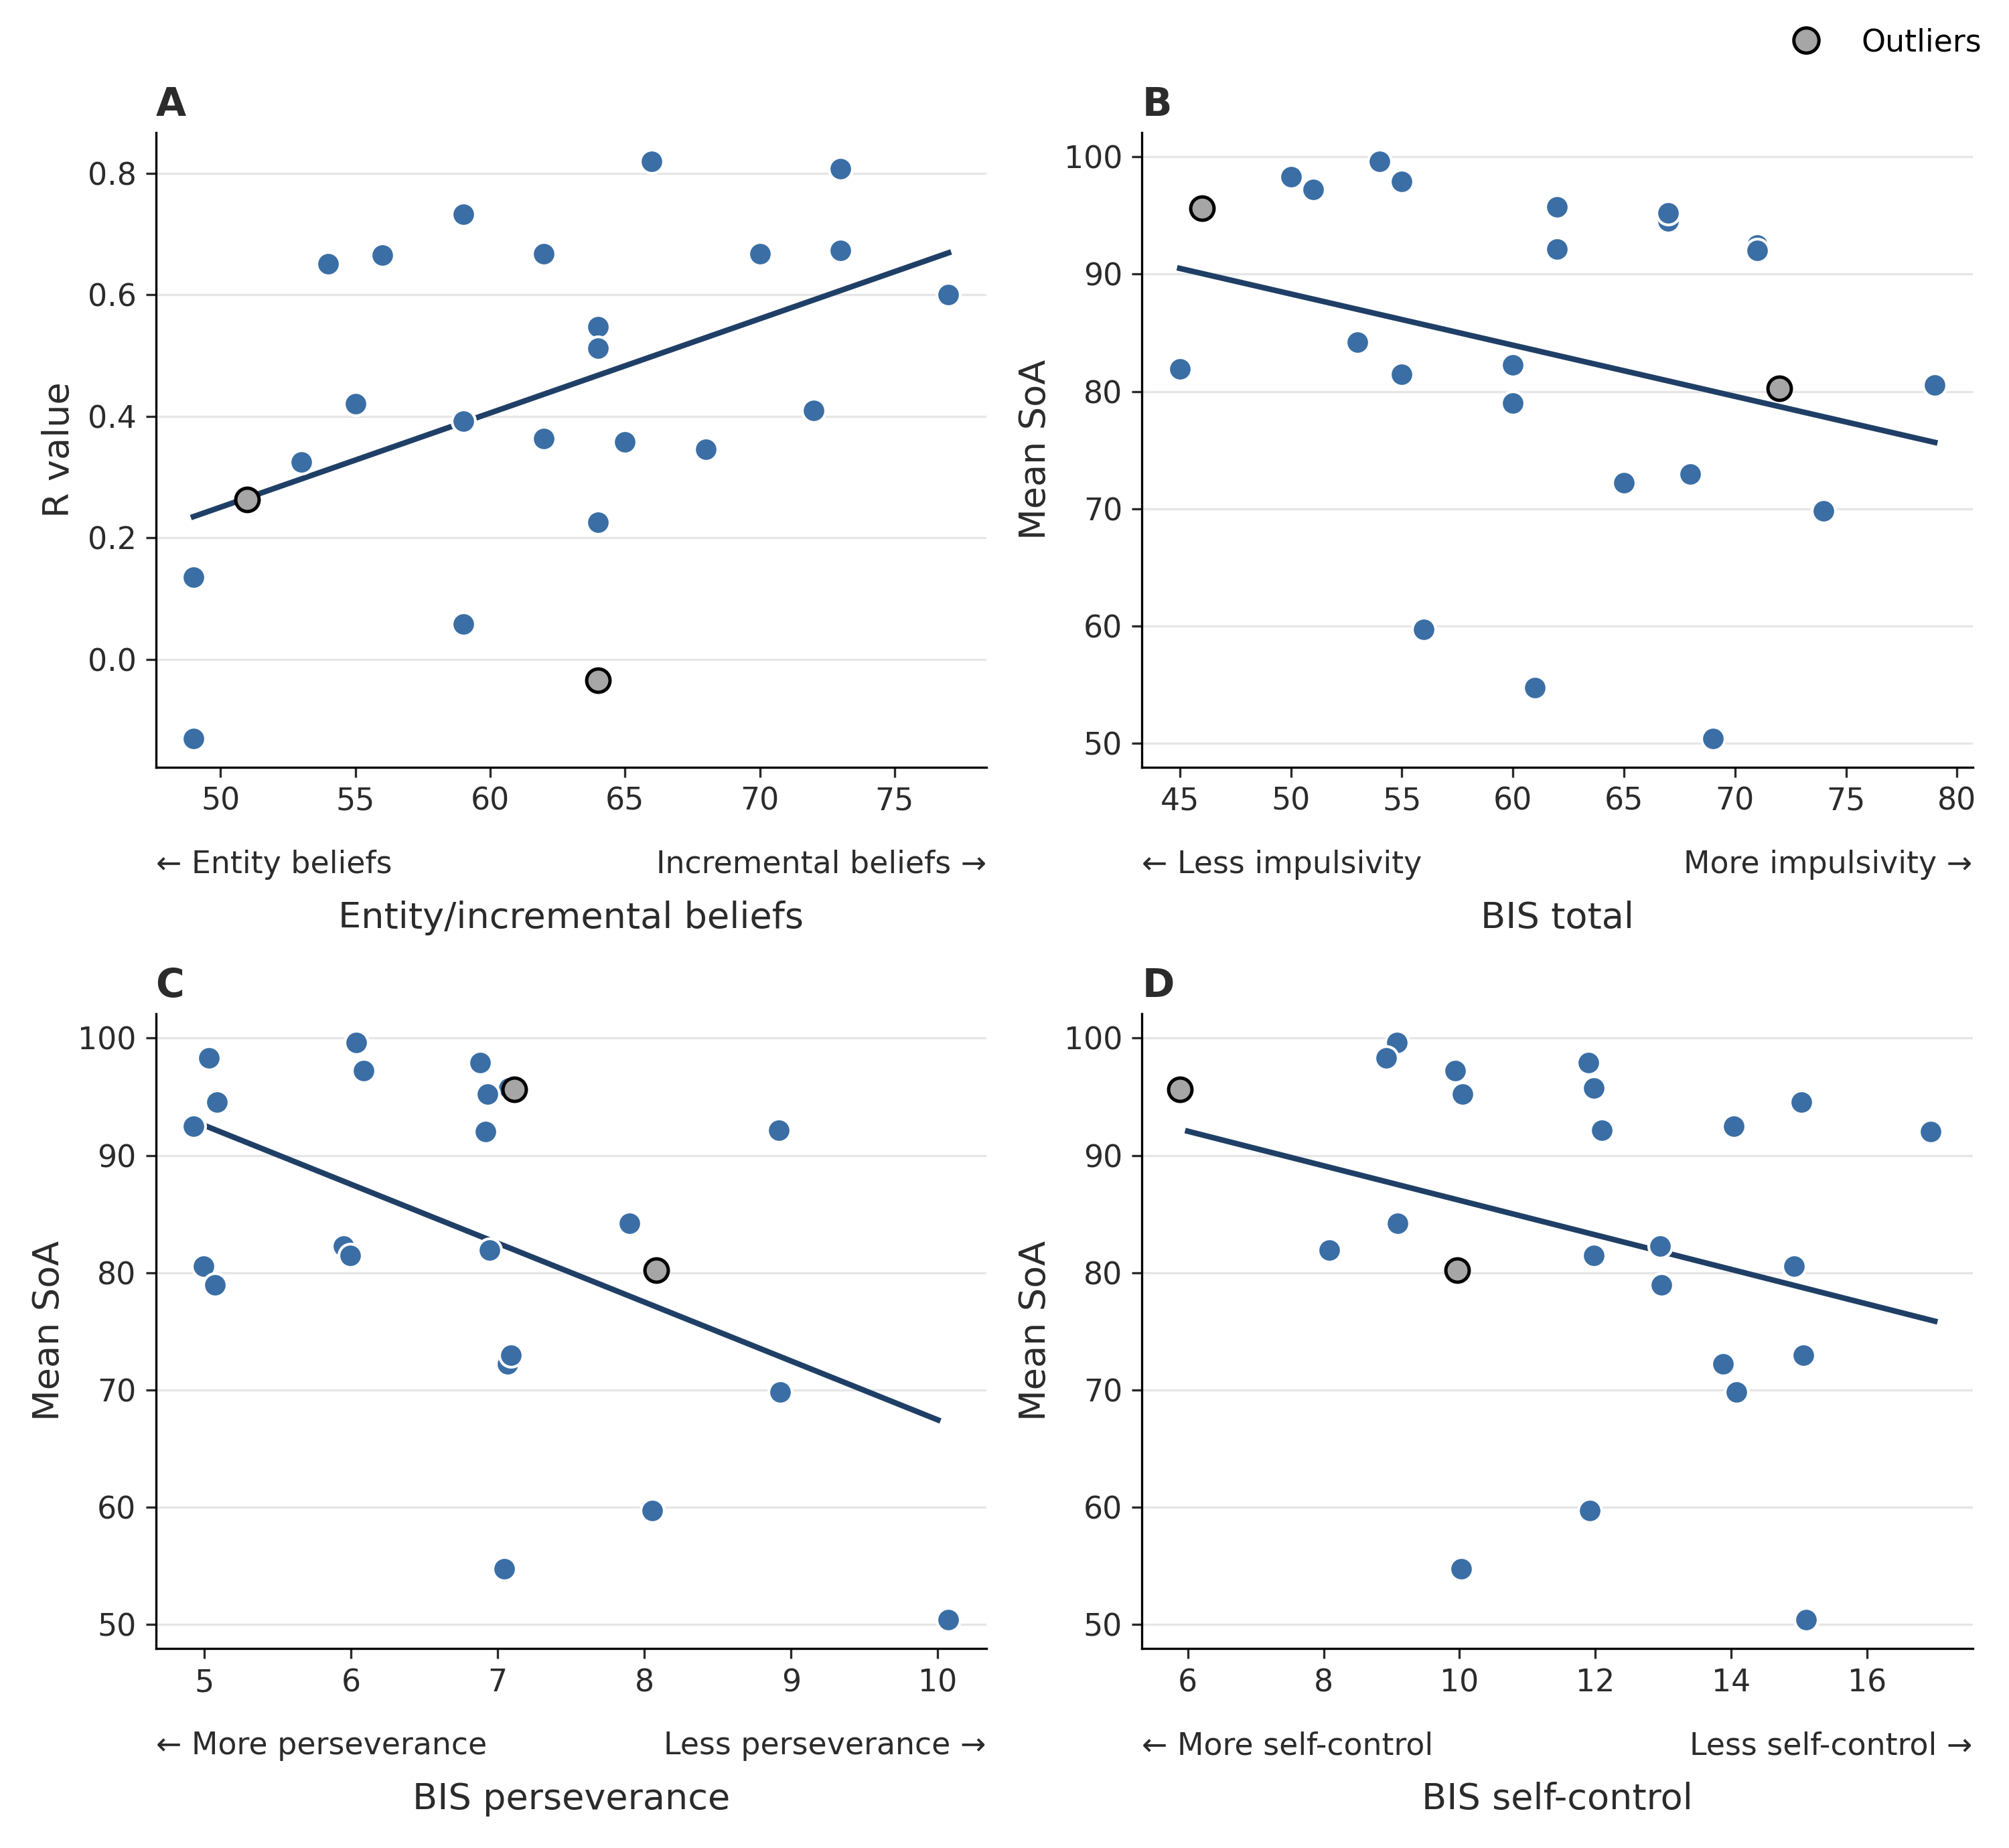 Outliers
A
R value
0.8
0.6
0.4
0.2
0.0
50 55 60 65 70 75
← Entity beliefs Incremental beliefs →
Entity/incremental beliefs
B
Mean SoA
100
90
80
70
60
50
45 50 55 60 65 70 75 80
← Less impulsivity More impulsivity →
BIS total
C
Mean SoA
100
90
80
70
60
50
5 6 7 8 9 10
← More perseverance Less perseverance →
BIS perseverance
D
Mean SoA
100
90
80
70
60
50
6 8 10 12 14 16
← More self-control Less self-control →
BIS self-control